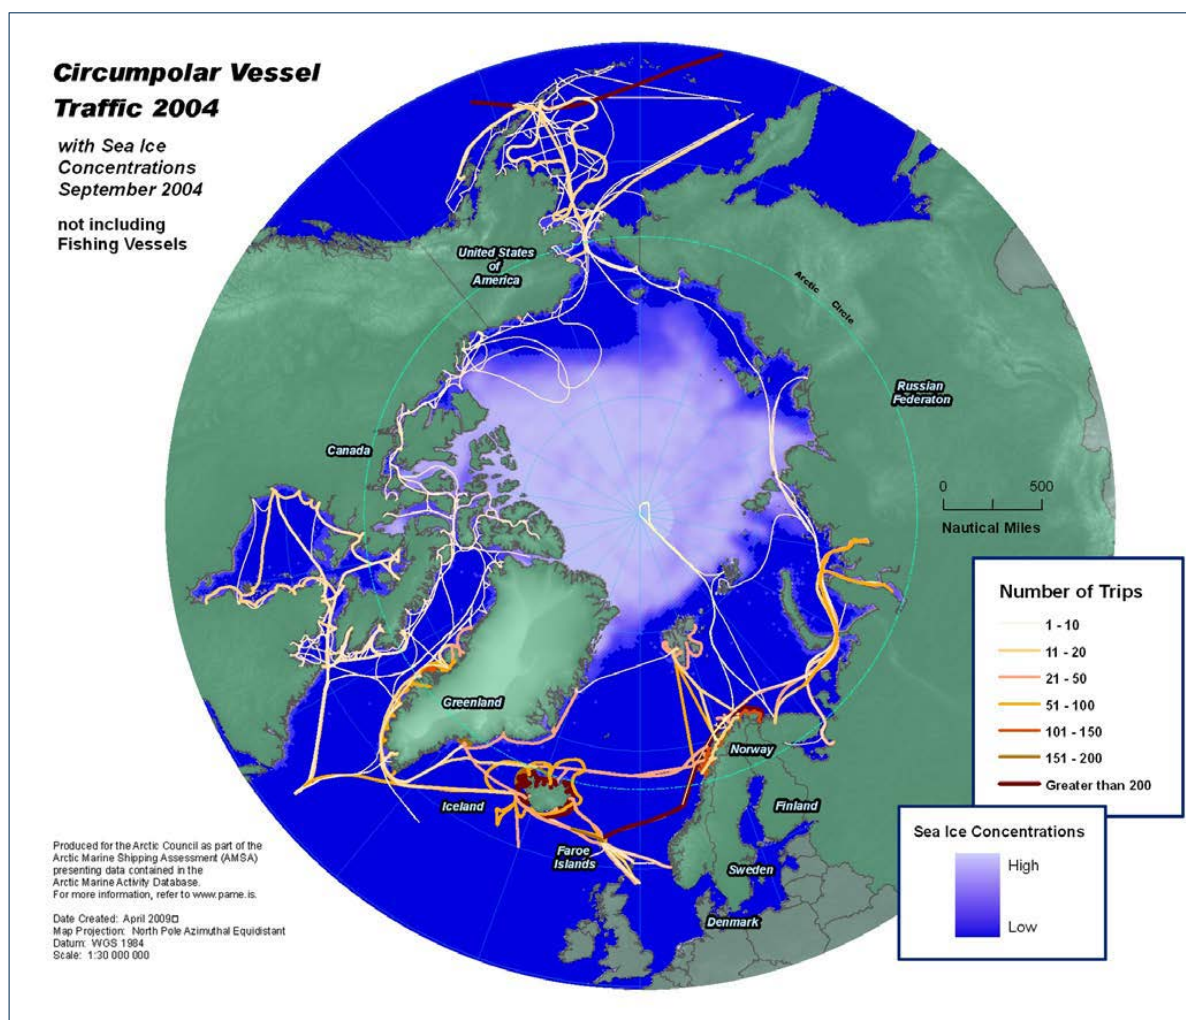 Circumpolar Vessel
Traffic 2004
with Sea Ice
Concentrations
September 2004
not including
Fishing Vessels
United States
of
America
Arctic Circle
Russian
Federaton
Canada
0 500
Nautical Miles
Greenland
Norway
Iceland
Finland
Faroe
Islands
Sweden
Denmark
Number of Trips
1 - 10
11 - 20
21 - 50
51 - 100
101 - 150
151 - 200
Greater than 200
Sea Ice Concentrations
High
Low
Produced for the Arctic Council as part of the
Arctic Marine Shipping Assessment (AMSA)
presenting data contained in the
Arctic Marine Activity Database.
For more information, refer to www.pame.is.
Date Created: April 2009□
Map Projection: North Pole Azimuthal Equidistant
Datum: WGS 1984
Scale: 1:30 000 000